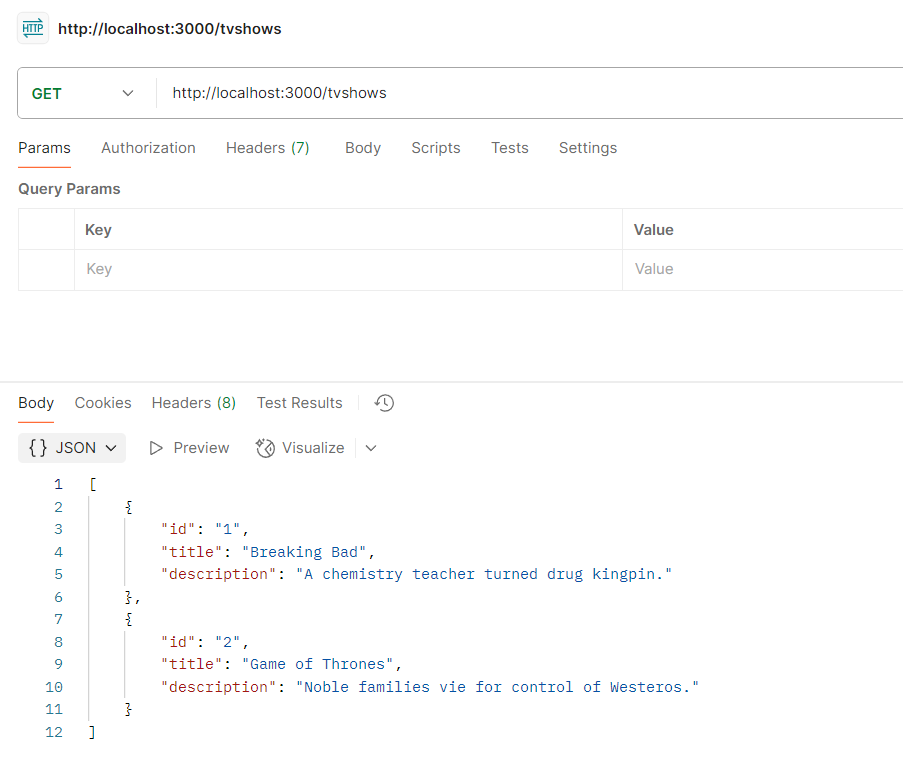 HTTP http://localhost:3000/tvshows
GET http://localhost:3000/tvshows
Params Authorization Headers (7) Body Scripts Tests Settings
Query Params
Key Value
Key Value
Body Cookies Headers (8) Test Results
{} JSON Preview Visualize
1 [
2 {
3 "id": "1",
4 "title": "Breaking Bad",
5 "description": "A chemistry teacher turned drug kingpin."
6 },
7 {
8 "id": "2",
9 "title": "Game of Thrones",
10 "description": "Noble families vie for control of Westeros."
11 }
12 ]